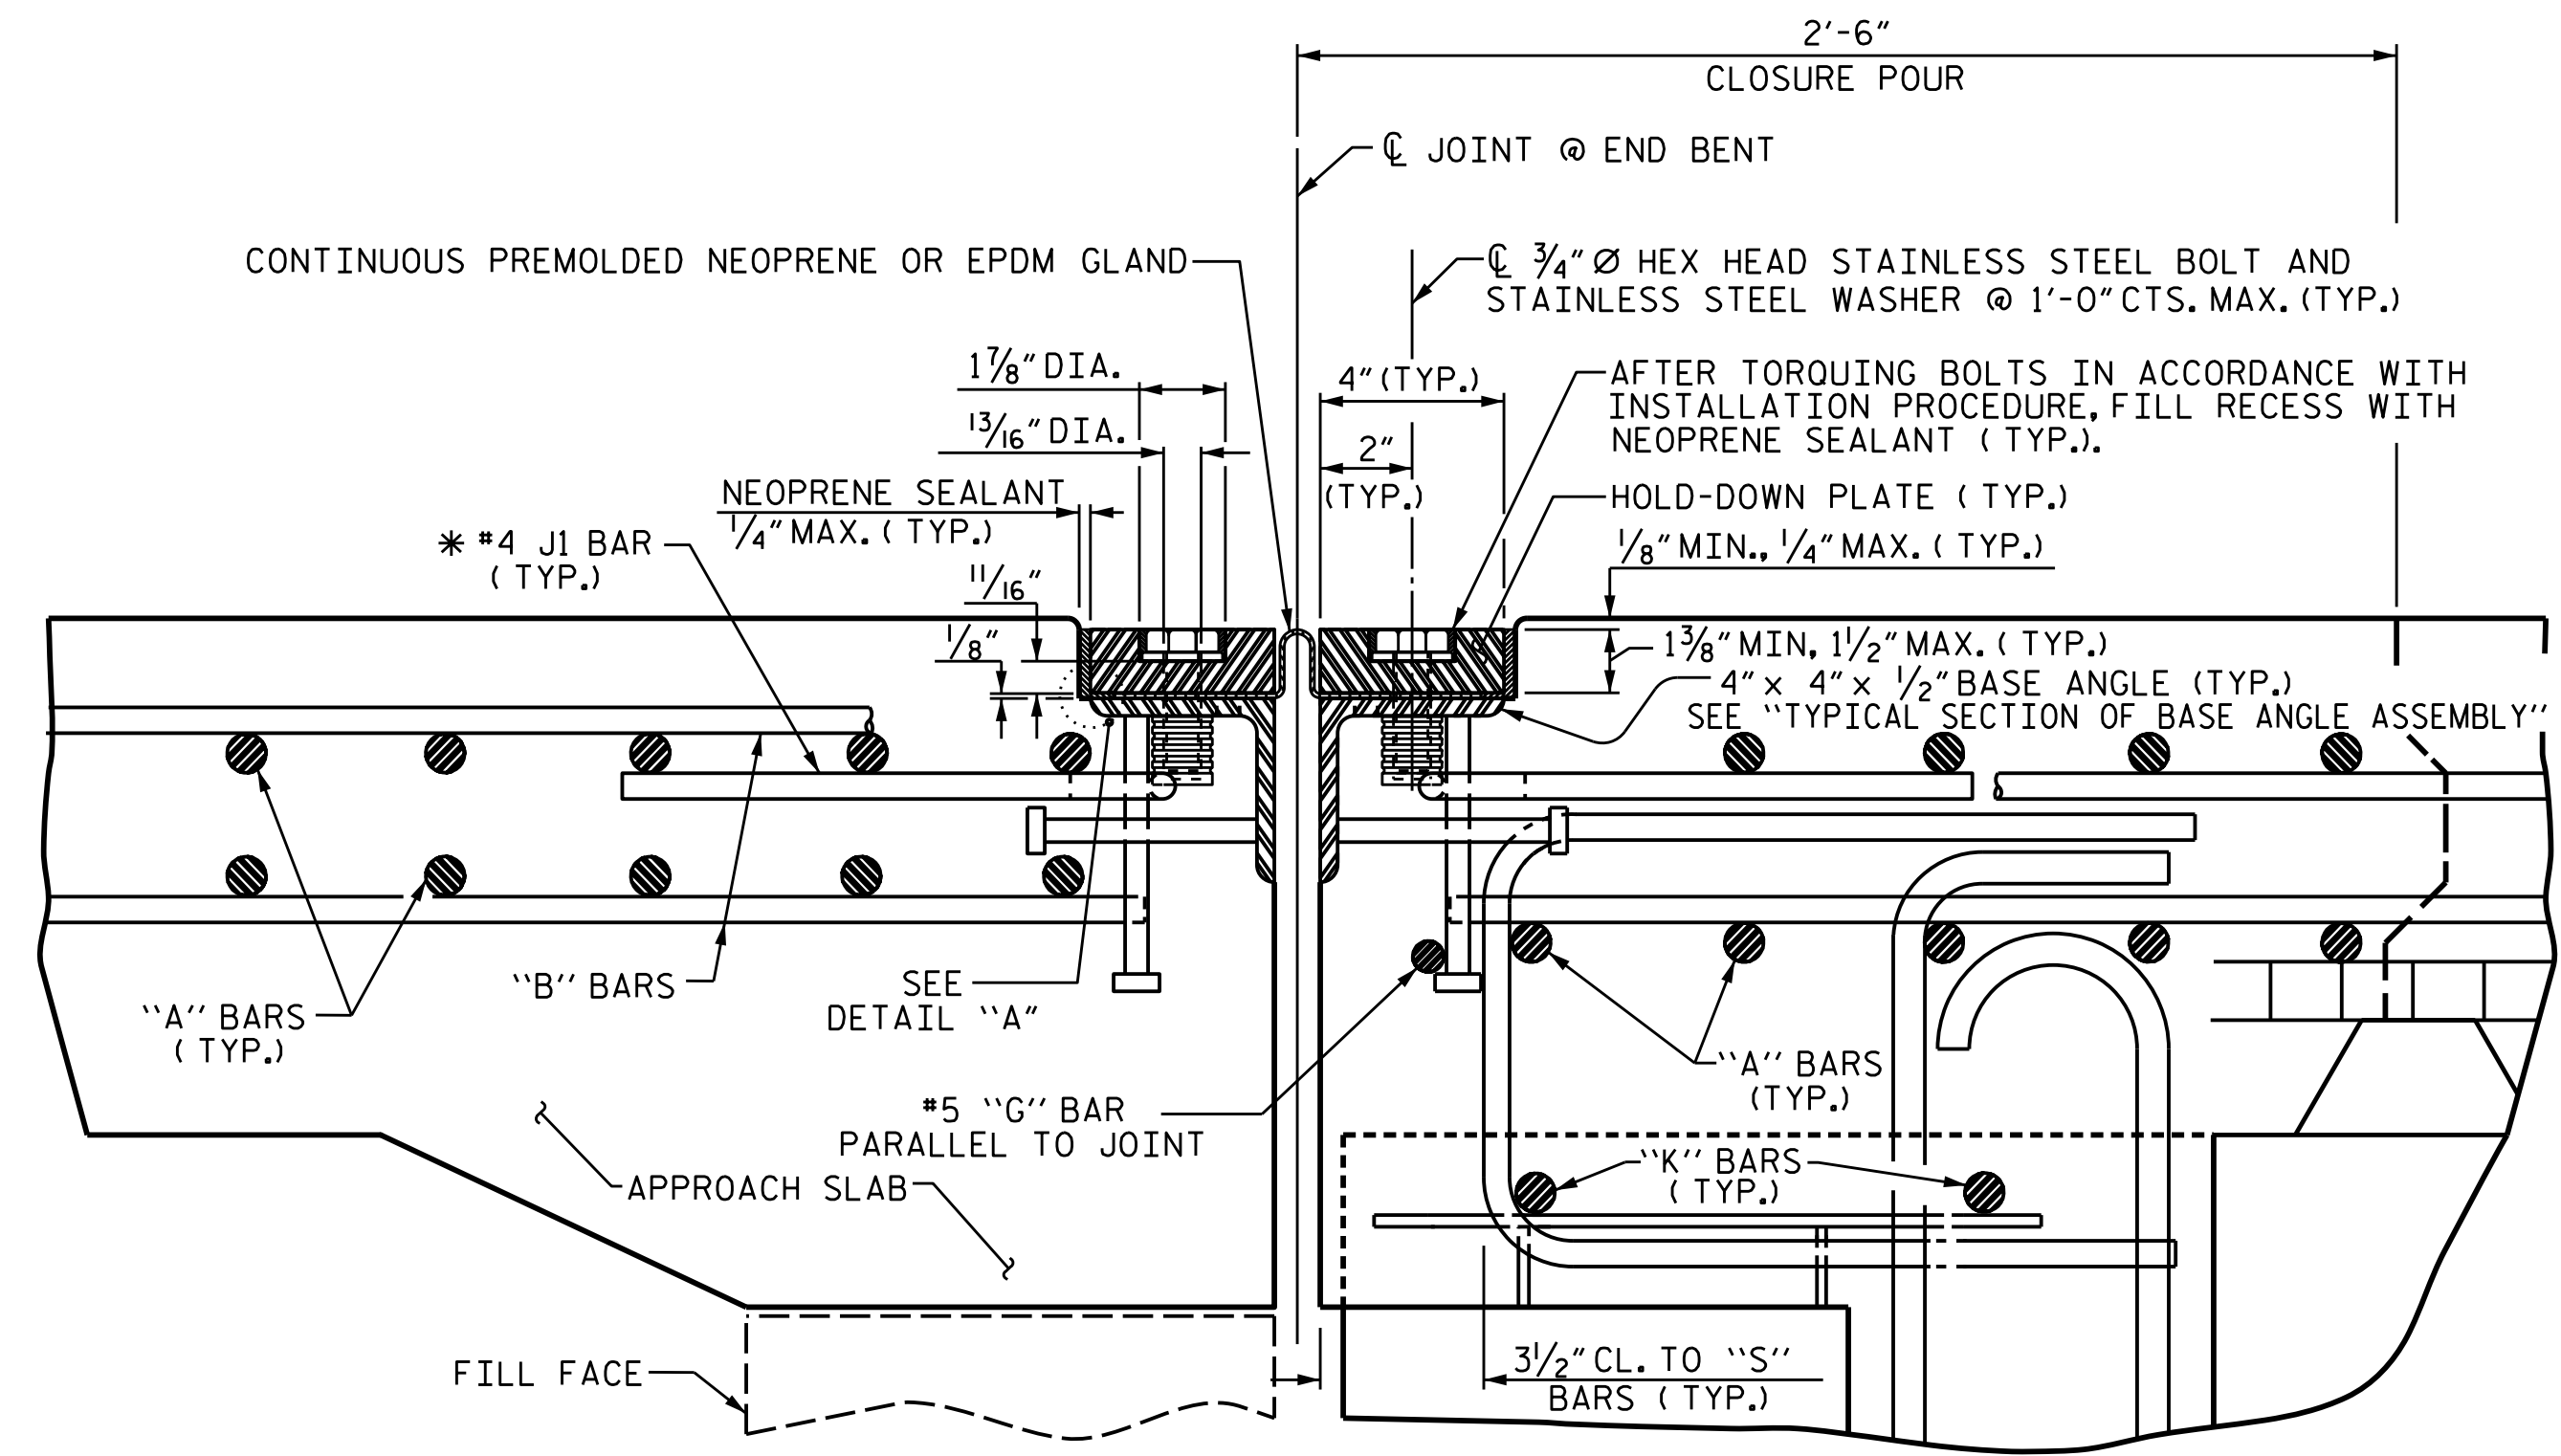 2'-6"
CLOSURE POUR
℄ JOINT @ END BENT
CONTINUOUS PREMOLDED NEOPRENE OR EPDM GLAND
℄ 3/4" Ø HEX HEAD STAINLESS STEEL BOLT AND
STAINLESS STEEL WASHER @ 1'-0" CTS. MAX. (TYP.)
1 7/8" DIA.
4" (TYP.)
AFTER TORQUING BOLTS IN ACCORDANCE WITH
INSTALLATION PROCEDURE, FILL RECESS WITH
NEOPRENE SEALANT (TYP.).
13/16" DIA.
2"
(TYP.)
NEOPRENE SEALANT
1/4" MAX. (TYP.)
HOLD-DOWN PLATE (TYP.)
1/8" MIN., 1/4" MAX. (TYP.)
* #4 J1 BAR
(TYP.)
11/16"
1/8"
1 3/8" MIN, 1 1/2" MAX. (TYP.)
4" x 4" x 1/2" BASE ANGLE (TYP.)
SEE "TYPICAL SECTION OF BASE ANGLE ASSEMBLY"
"B" BARS
SEE
DETAIL "A"
"A" BARS
(TYP.)
"A" BARS
(TYP.)
#5 "G" BAR
PARALLEL TO JOINT
"K" BARS
(TYP.)
APPROACH SLAB
FILL FACE
3 1/2" CL. TO "S"
BARS (TYP.)